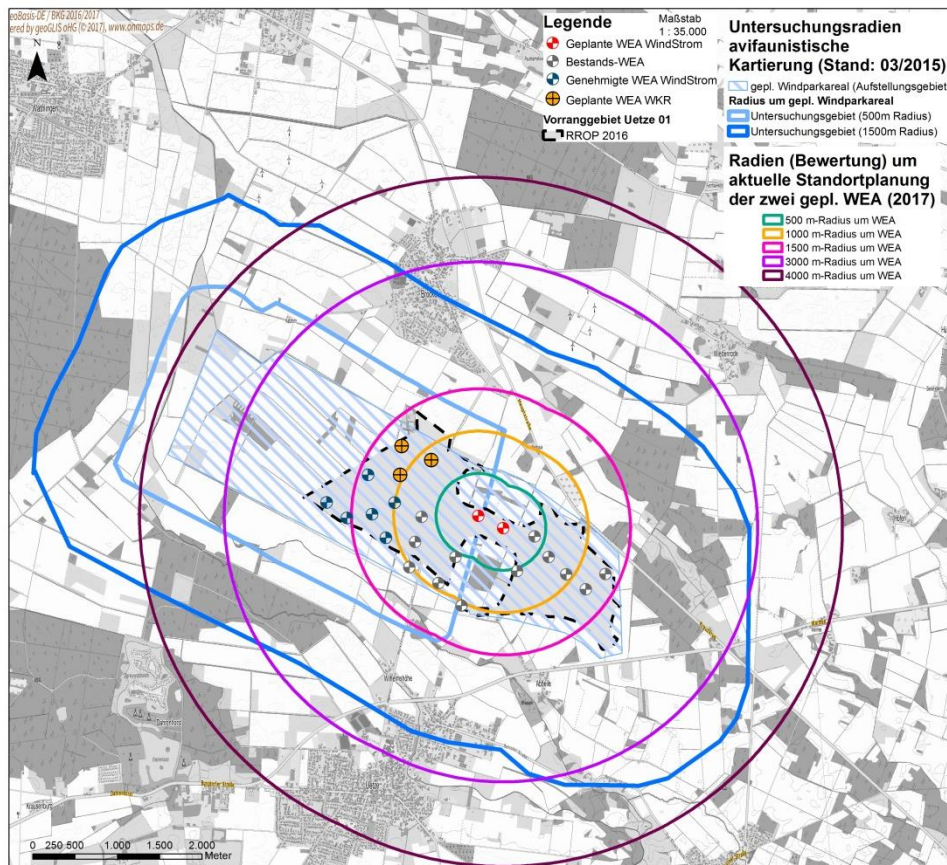 eoBasis-DE / BKG 2016/2017
ered by geoGLIS oHG (© 2017), www.onmaps.de
N
Legende
Maßstab
1 : 35.000
Geplante WEA WindStrom
Bestands-WEA
Genehmigte WEA WindStrom
Geplante WEA WKR
Vorranggebiet Uetze 01
RROP 2016
Untersuchungsradien
avifaunistische
Kartierung (Stand: 03/2015)
gepl. Windparkareal (Aufstellungsgebiet)
Radius um gepl. Windparkareal
Untersuchungsgebiet (500m Radius)
Untersuchungsgebiet (1500m Radius)
Radien (Bewertung) um
aktuelle Standortplanung
der zwei gepl. WEA (2017)
500 m-Radius um WEA
1000 m-Radius um WEA
1500 m-Radius um WEA
3000 m-Radius um WEA
4000 m-Radius um WEA
Uetze
0 250 500 1.000 1.500 2.000
Meter